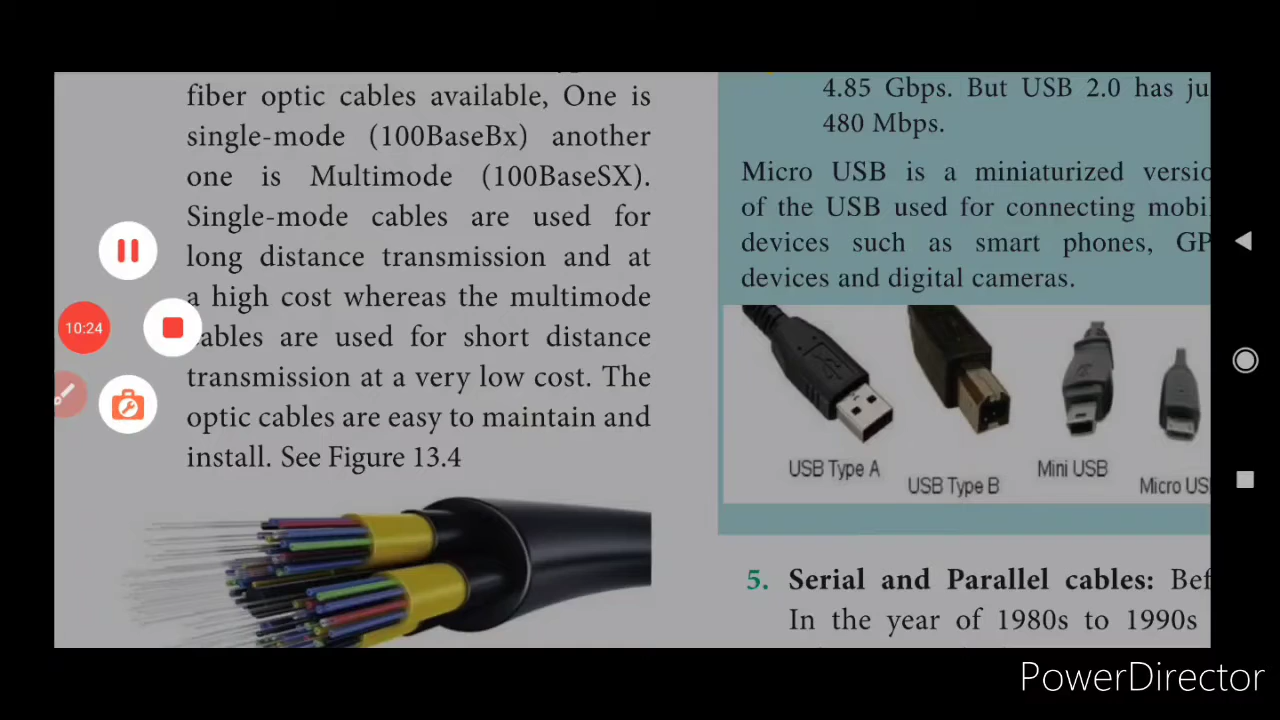 fiber optic cables available, One is
single-mode (100BaseBx) another
one is Multimode (100BaseSX).
Single-mode cables are used for
long distance transmission and at
a high cost whereas the multimode
cables are used for short distance
transmission at a very low cost. The
optic cables are easy to maintain and
install. See Figure 13.4
4.85 Gbps. But USB 2.0 has ju
480 Mbps.
Micro USB is a miniaturized versio
of the USB used for connecting mobi
devices such as smart phones, GP
devices and digital cameras.
USB Type A
USB Type B
Mini USB
Micro US
5. Serial and Parallel cables: Bef
In the year of 1980s to 1990s
10:24
PowerDirector